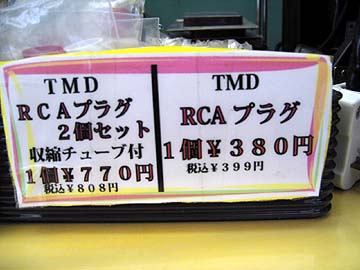 TMD
RCAプラグ
2個セット
収縮チューブ付
1個¥770円
税込¥808円
TMD
RCAプラグ
1個¥380円
税込¥399円